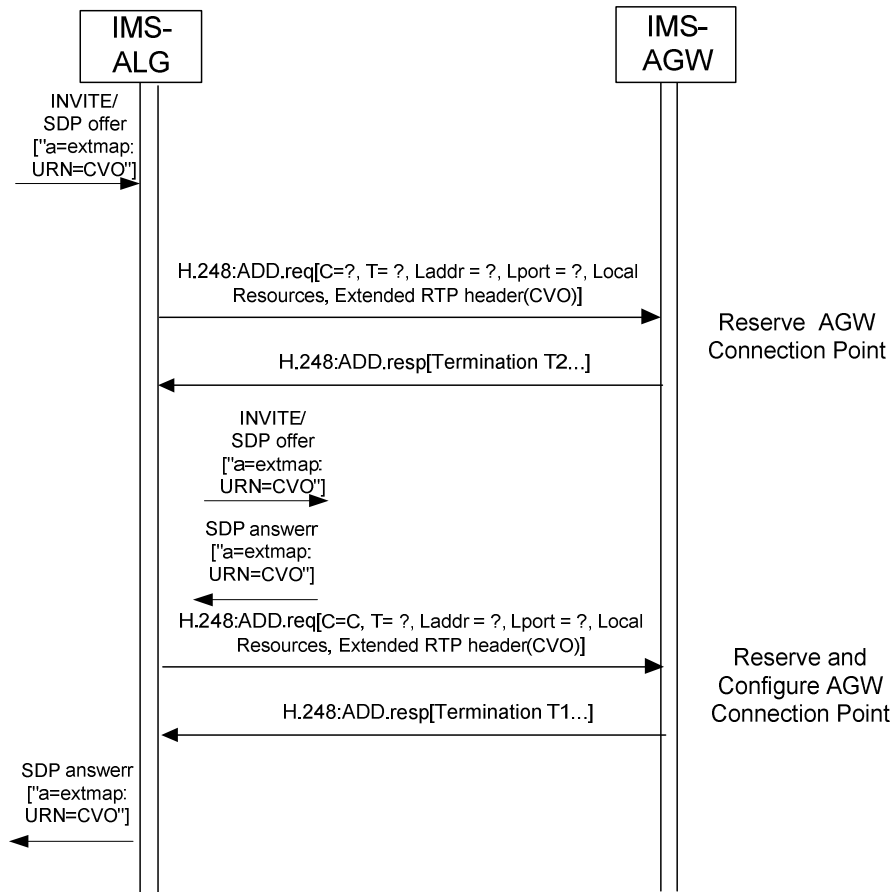 IMS-
ALG
IMS-
AGW
INVITE/
SDP offer
["a=extmap:
URN=CVO"]
H.248:ADD.req[C=?, T= ?, Laddr = ?, Lport = ?, Local
Resources, Extended RTP header(CVO)]
Reserve AGW
Connection Point
H.248:ADD.resp[Termination T2...]
INVITE/
SDP offer
["a=extmap:
URN=CVO"]
SDP answerr
["a=extmap:
URN=CVO"]
H.248:ADD.req[C=C, T= ?, Laddr = ?, Lport = ?, Local
Resources, Extended RTP header(CVO)]
Reserve and
Configure AGW
Connection Point
H.248:ADD.resp[Termination T1...]
SDP answerr
["a=extmap:
URN=CVO"]